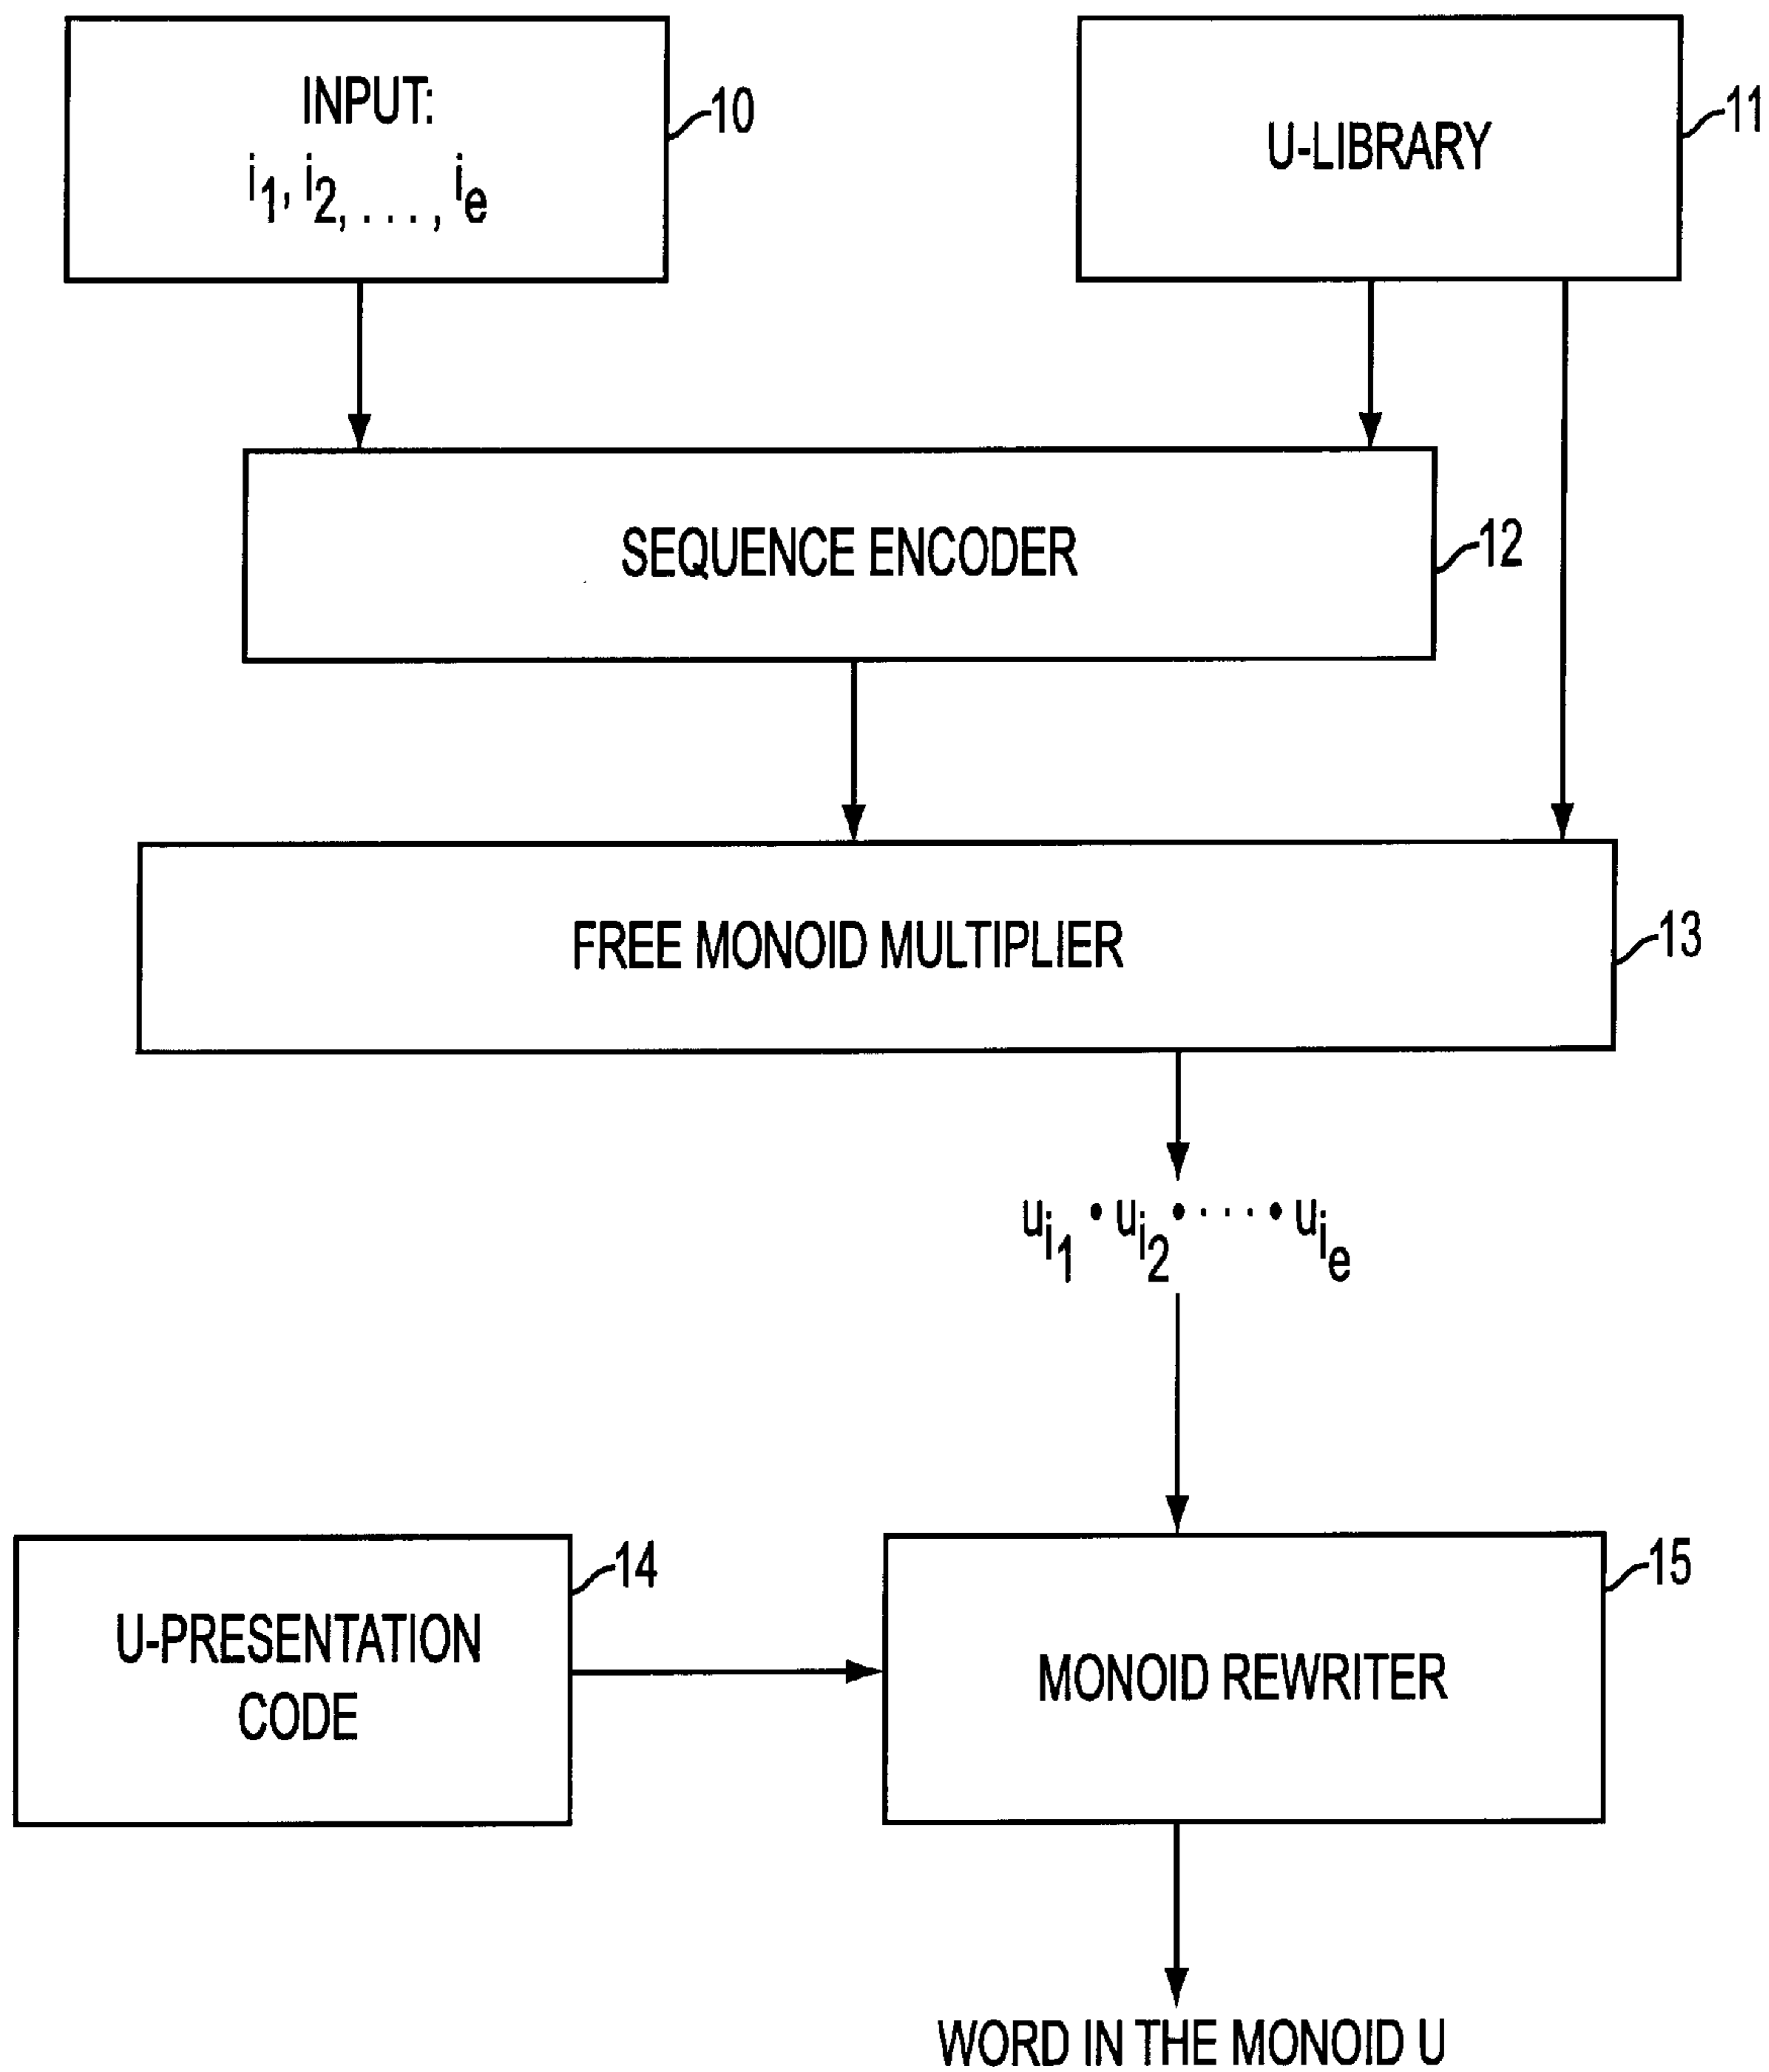 INPUT:
i1, i2, . . . , ie
10
U-LIBRARY
11
SEQUENCE ENCODER
12
FREE MONOID MULTIPLIER
13
ui1 • ui2 • · · · • uie
U-PRESENTATION
CODE
14
MONOID REWRITER
15
WORD IN THE MONOID U